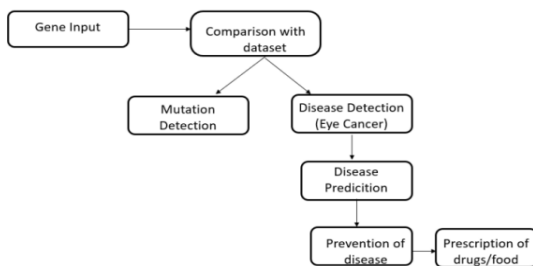 Gene Input
Comparison with
dataset
Mutation
Detection
Disease Detection
(Eye Cancer)
Disease
Predicition
Prevention of
disease
Prescription of
drugs/food